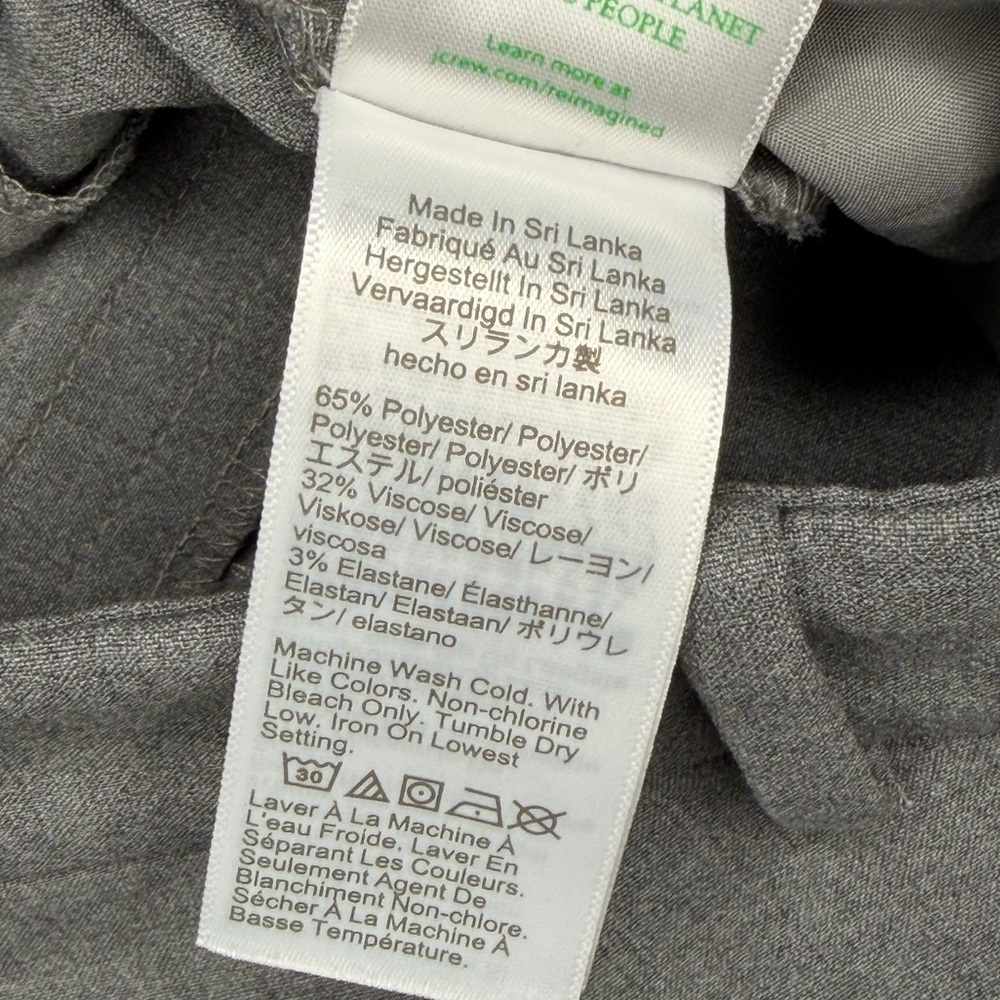 PLANET
PEOPLE
Learn more at
jcrew.com/reimagined
Made In Sri Lanka
Fabriqué Au Sri Lanka
Hergestellt In Sri Lanka
Vervaardigd In Sri Lanka
スリランカ製
hecho en sri lanka
65% Polyester/ Polyester/
Polyester/ Polyester/ ポリ
エステル/ poliéster
32% Viscose/ Viscose/
Viskose/ Viscose/ レーヨン/
viscosa
3% Elastane/ Élasthanne/
Elastan/ Elastaan/ ポリウレ
タン/ elastano
Machine Wash Cold. With
Like Colors. Non-chlorine
Bleach Only. Tumble Dry
Low. Iron On Lowest
Setting.
30
Laver À La Machine À
L'eau Froide. Laver En
Séparant Les Couleurs.
Seulement Agent De
Blanchiment Non-chlore.
Sécher À La Machine À
Basse Température.